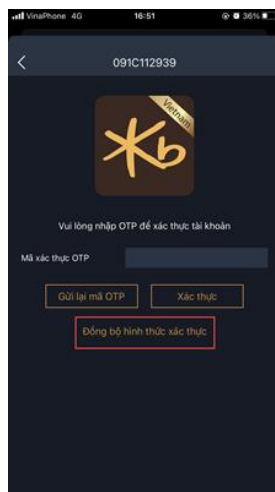 VinaPhone 4G 16:51 36%
091C112939
Vietnam
Kb
Vui lòng nhập OTP để xác thực tài khoản
Mã xác thực OTP
Gửi lại mã OTP Xác thực
Đồng bộ hình thức xác thực